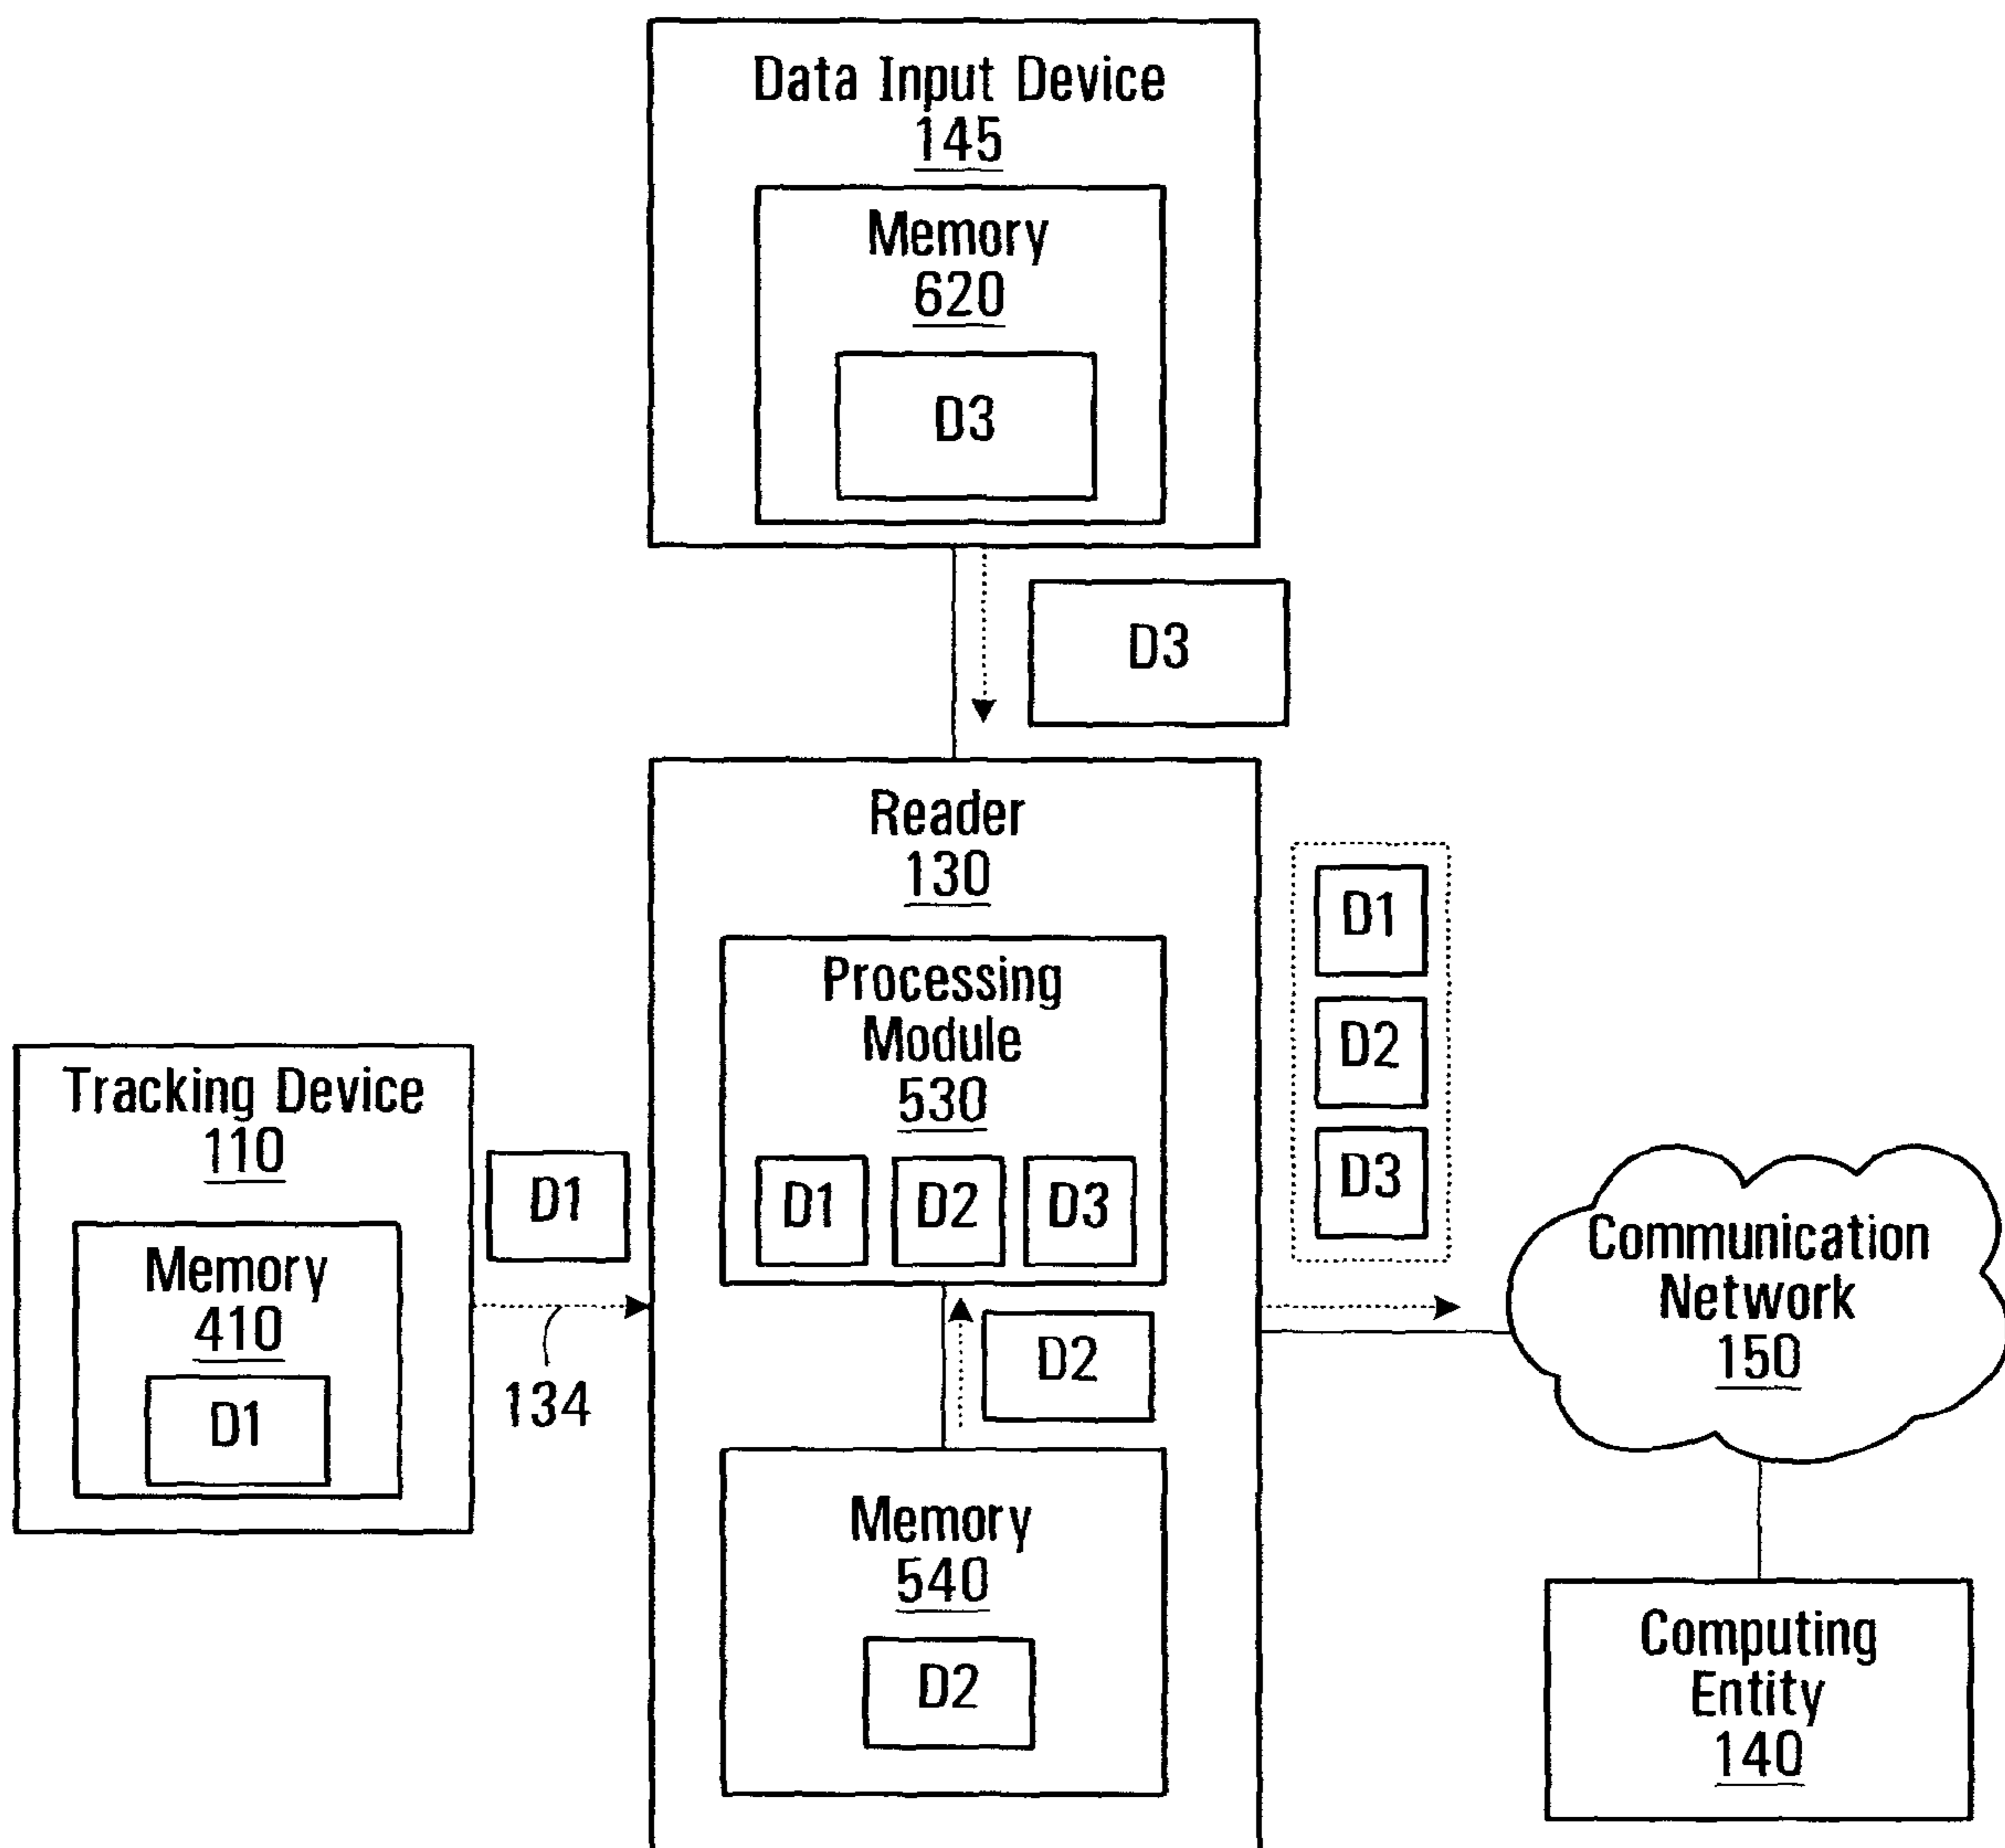 Data Input Device
145
Memory
620
D3
D3
Reader
130
Processing
Module
530
D1 D2 D3
D2
Memory
540
D2
Tracking Device
110
Memory
410
D1
D1
134
D1
D2
D3
Communication
Network
150
Computing
Entity
140